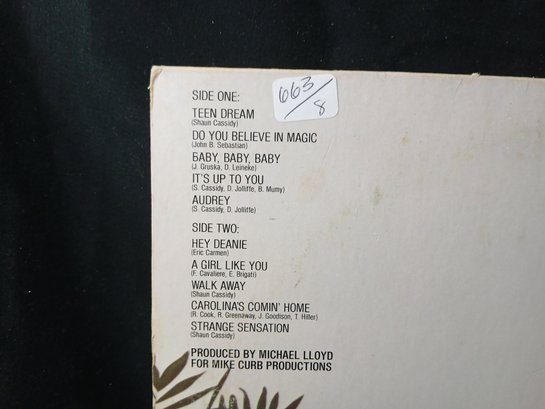 SIDE ONE:
663/8
TEEN DREAM
(Shaun Cassidy)
DO YOU BELIEVE IN MAGIC
(John B. Sebastian)
БABY, BABY, BABY
(J. Gruska, D. Leineke)
IT'S UP TO YOU
(S. Cassidy, D. Jolliffe, B. Mumy)
AUDREY
(S. Cassidy, D. Jolliffe)
SIDE TWO:
HEY DEANIE
(Eric Carmen)
A GIRL LIKE YOU
(F. Cavaliere, E. Brigati)
WALK AWAY
(Shaun Cassidy)
CAROLINA'S COMIN' HOME
(R. Cook, R. Greenaway, J. Goodison, T. Hiller)
STRANGE SENSATION
(Shaun Cassidy)
PRODUCED BY MICHAEL LLOYD
FOR MIKE CURB PRODUCTIONS